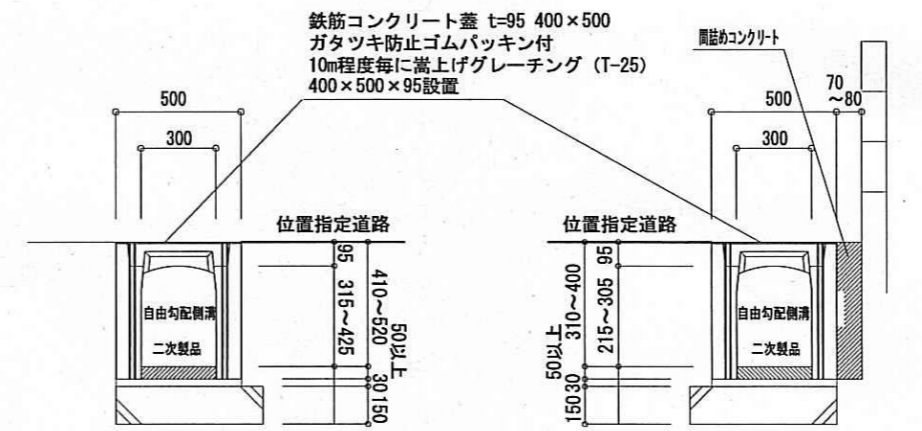 鉄筋コンクリート蓋 t=95 400×500
ガタツキ防止ゴムパッキン付
10m程度毎に嵩上げグレーチング (T-25)
400×500×95設置
間詰めコンクリート
500
300
500
300
70
~80
位置指定道路
95
315~425
410~520
50以上
30
150
自由勾配側溝
二次製品
位置指定道路
95
215~305
310~400
50以上
30
150
自由勾配側溝
二次製品